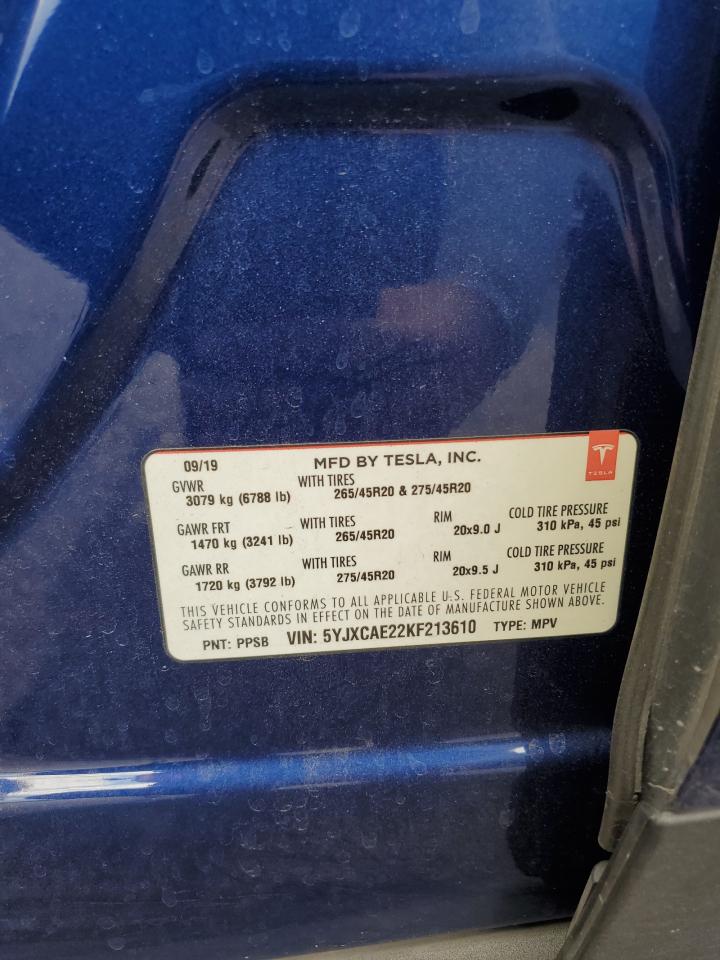 09/19 MFD BY TESLA, INC.
GVWR WITH TIRES
3079 kg (6788 lb) 265/45R20 & 275/45R20
TESLA
GAWR FRT WITH TIRES RIM COLD TIRE PRESSURE
1470 kg (3241 lb) 265/45R20 20x9.0 J 310 kPa, 45 psi
GAWR RR WITH TIRES RIM COLD TIRE PRESSURE
1720 kg (3792 lb) 275/45R20 20x9.5 J 310 kPa, 45 psi
THIS VEHICLE CONFORMS TO ALL APPLICABLE U.S. FEDERAL MOTOR VEHICLE
SAFETY STANDARDS IN EFFECT ON THE DATE OF MANUFACTURE SHOWN ABOVE.
PNT: PPSB VIN: 5YJXCAE22KF213610 TYPE: MPV